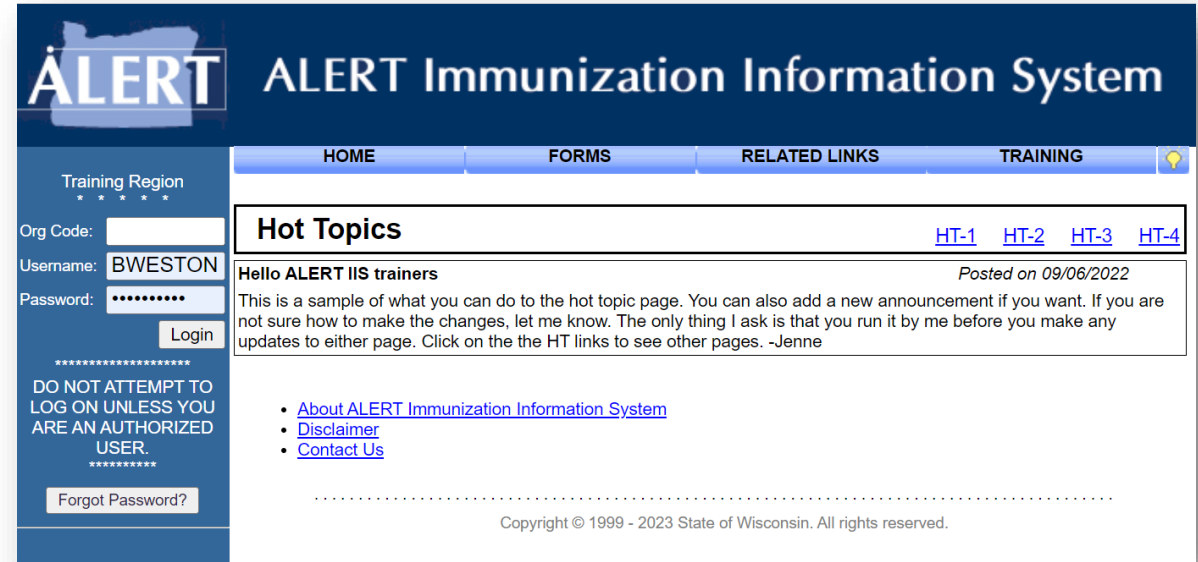 ALERT
ALERT Immunization Information System
HOME FORMS RELATED LINKS TRAINING
Training Region
* * * * *
Org Code:
Username: BWESTON
Password: ••••••••••
Login
*********************
DO NOT ATTEMPT TO
LOG ON UNLESS YOU
ARE AN AUTHORIZED
USER.
**********
Forgot Password?
Hot Topics
HT-1 HT-2 HT-3 HT-4
Hello ALERT IIS trainers Posted on 09/06/2022
This is a sample of what you can do to the hot topic page. You can also add a new announcement if you want. If you are
not sure how to make the changes, let me know. The only thing I ask is that you run it by me before you make any
updates to either page. Click on the the HT links to see other pages. -Jenne
• About ALERT Immunization Information System
• Disclaimer
• Contact Us
Copyright © 1999 - 2023 State of Wisconsin. All rights reserved.